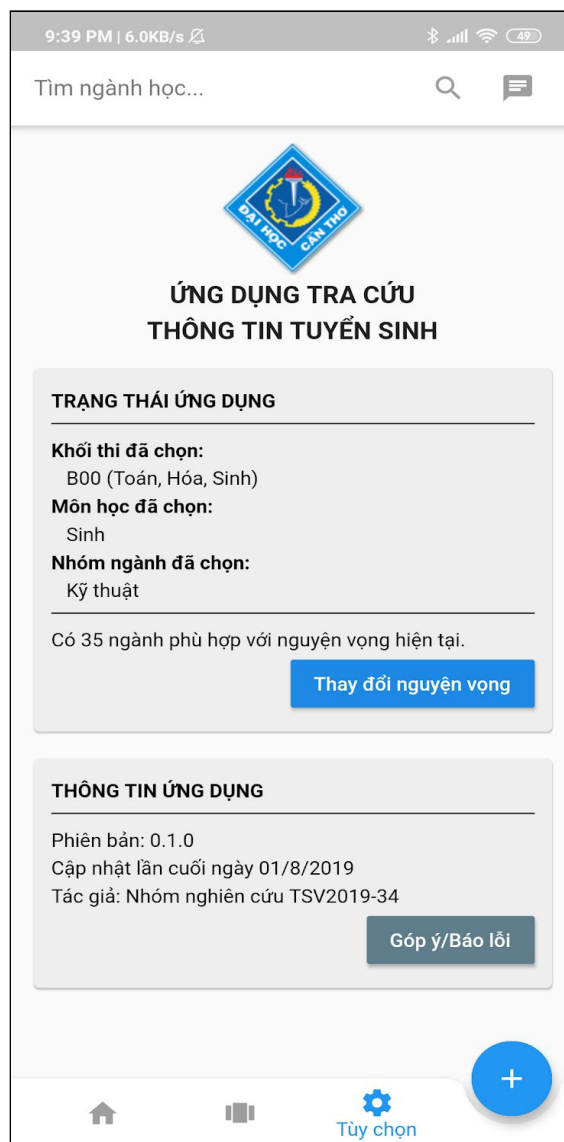 9:39 PM | 6.0KB/s
49
Tìm ngành học...
ĐẠI HỌC CẦN THƠ
ỨNG DỤNG TRA CỨU
THÔNG TIN TUYỂN SINH
TRẠNG THÁI ỨNG DỤNG
Khối thi đã chọn:
B00 (Toán, Hóa, Sinh)
Môn học đã chọn:
Sinh
Nhóm ngành đã chọn:
Kỹ thuật
Có 35 ngành phù hợp với nguyện vọng hiện tại.
Thay đổi nguyện vọng
THÔNG TIN ỨNG DỤNG
Phiên bản: 0.1.0
Cập nhật lần cuối ngày 01/8/2019
Tác giả: Nhóm nghiên cứu TSV2019-34
Góp ý/Báo lỗi
+
Tùy chọn